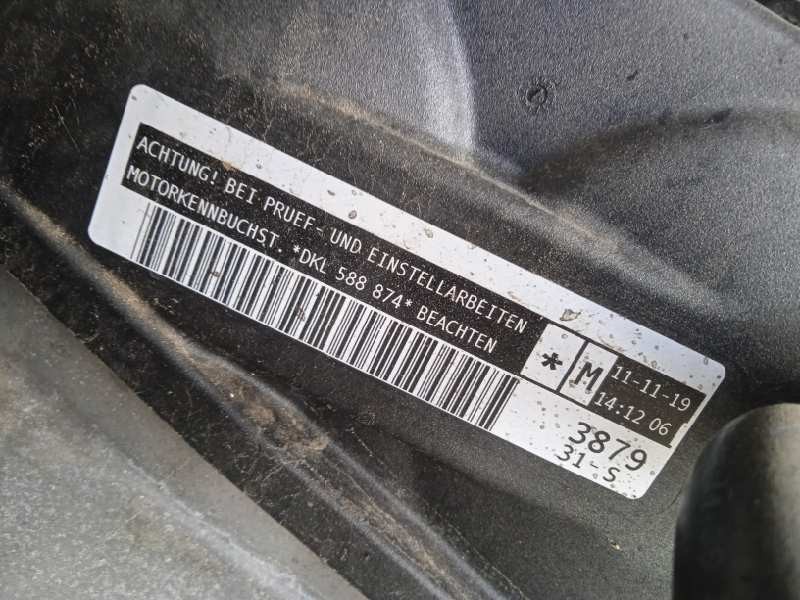 ACHTUNG! BEI PRUEF- UND EINSTELLARBEITEN
MOTORKENNBUCHST. *DKL 588 874* BEACHTEN
* M
11-11-19
14:12 06
3879
31-S